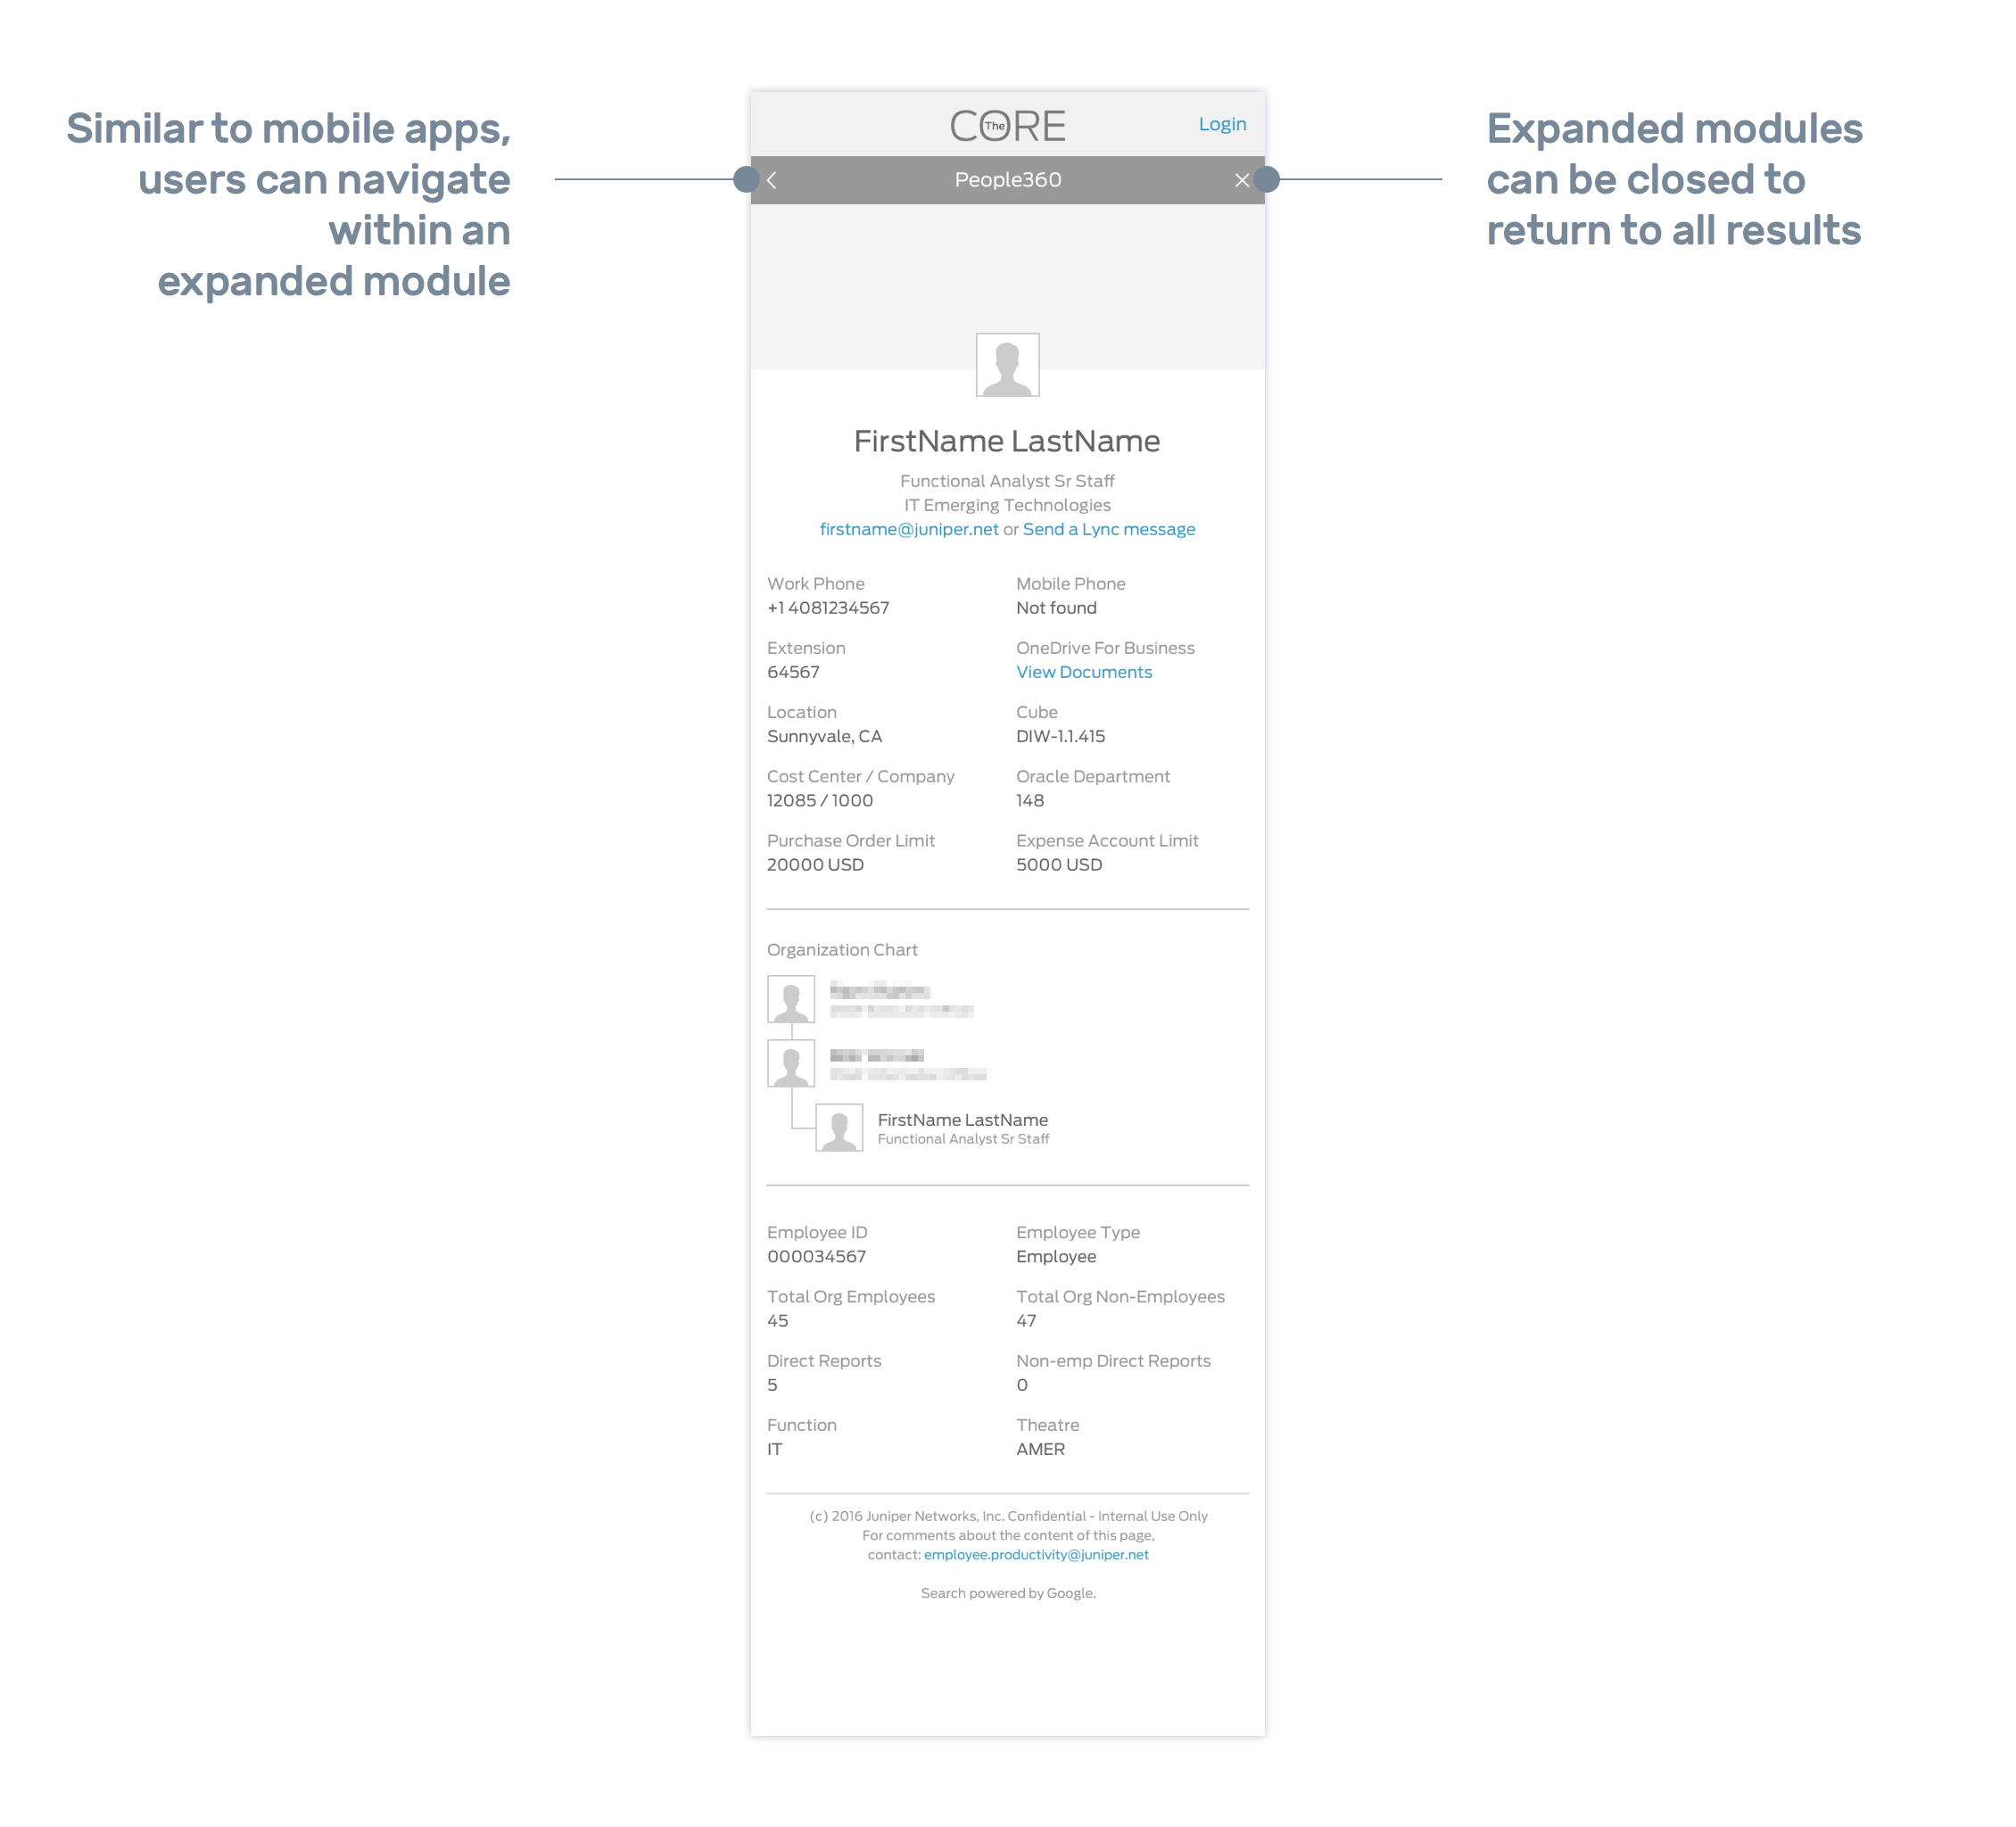 Similar to mobile apps,
users can navigate
within an
expanded module
The CORE
Login
People360
Expanded modules
can be closed to
return to all results
FirstName LastName
Functional Analyst Sr Staff
IT Emerging Technologies
firstname@juniper.net or Send a Lync message
Work Phone
+1 4081234567
Mobile Phone
Not found
Extension
64567
OneDrive For Business
View Documents
Location
Sunnyvale, CA
Cube
DIW-1.1.415
Cost Center / Company
12085 / 1000
Oracle Department
148
Purchase Order Limit
20000 USD
Expense Account Limit
5000 USD
Organization Chart
FirstName LastName
Functional Analyst Sr Staff
Employee ID
000034567
Employee Type
Employee
Total Org Employees
45
Total Org Non-Employees
47
Direct Reports
5
Non-emp Direct Reports
0
Function
IT
Theatre
AMER
(c) 2016 Juniper Networks, Inc. Confidential - Internal Use Only
For comments about the content of this page,
contact: employee.productivity@juniper.net
Search powered by Google.